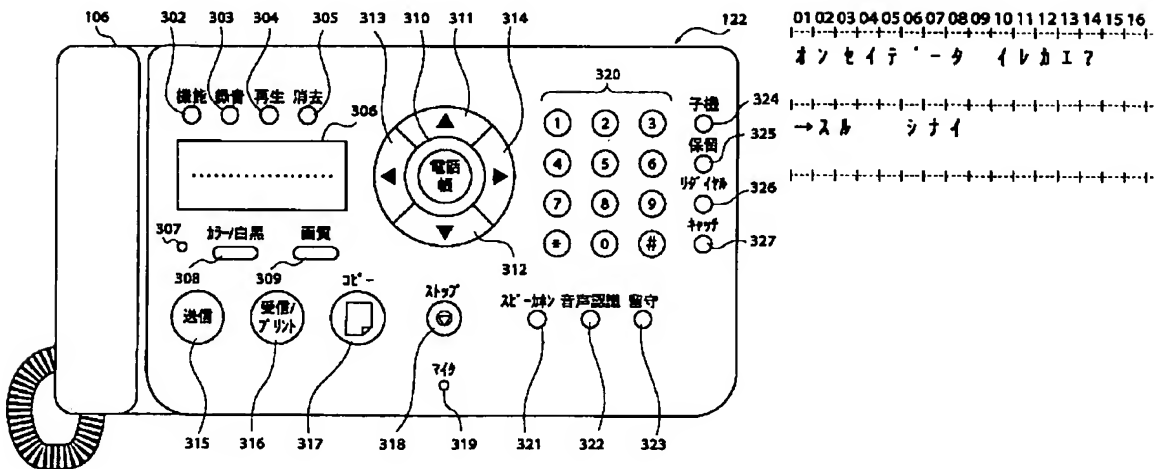 106 302 303 304 305 313 310 311 314 122
機能 録音 再生 消去
306
320
電話帳
1 2 3
4 5 6
7 8 9
* 0 #
子機 324
保留 325
リダイヤル 326
キャッチ 327
307
カラー/白黒 画質
308 309
312
コピー
送信
受信/プリント
ストップ
スピーカホン 音声認識 留守
マイク
315 316 317 318 319 321 322 323
01 02 03 04 05 06 07 08 09 10 11 12 13 14 15 16
オンセイデータ イレカエ?
→スル シナイ